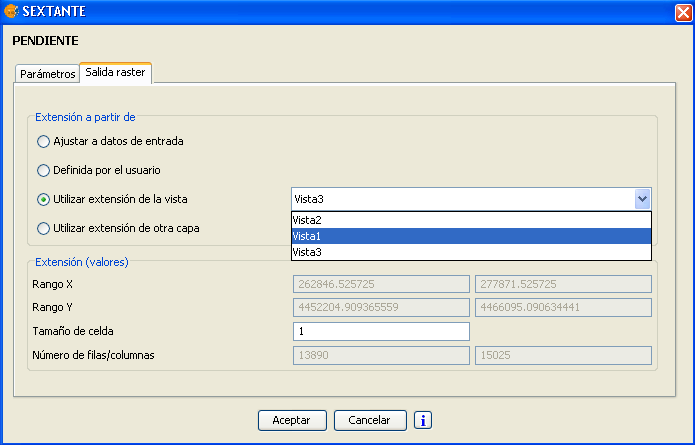 SEXTANTE
PENDIENTE
Parámetros Salida raster
Extensión a partir de
Ajustar a datos de entrada
Definida por el usuario
Utilizar extensión de la vista Vista3
Vista2
Vista1
Vista3
Utilizar extensión de otra capa
Extensión (valores)
Rango X 262846.525725 277871.525725
Rango Y 4452204.909365559 4466095.090634441
Tamaño de celda 1
Número de filas/columnas 13890 15025
Aceptar Cancelar i